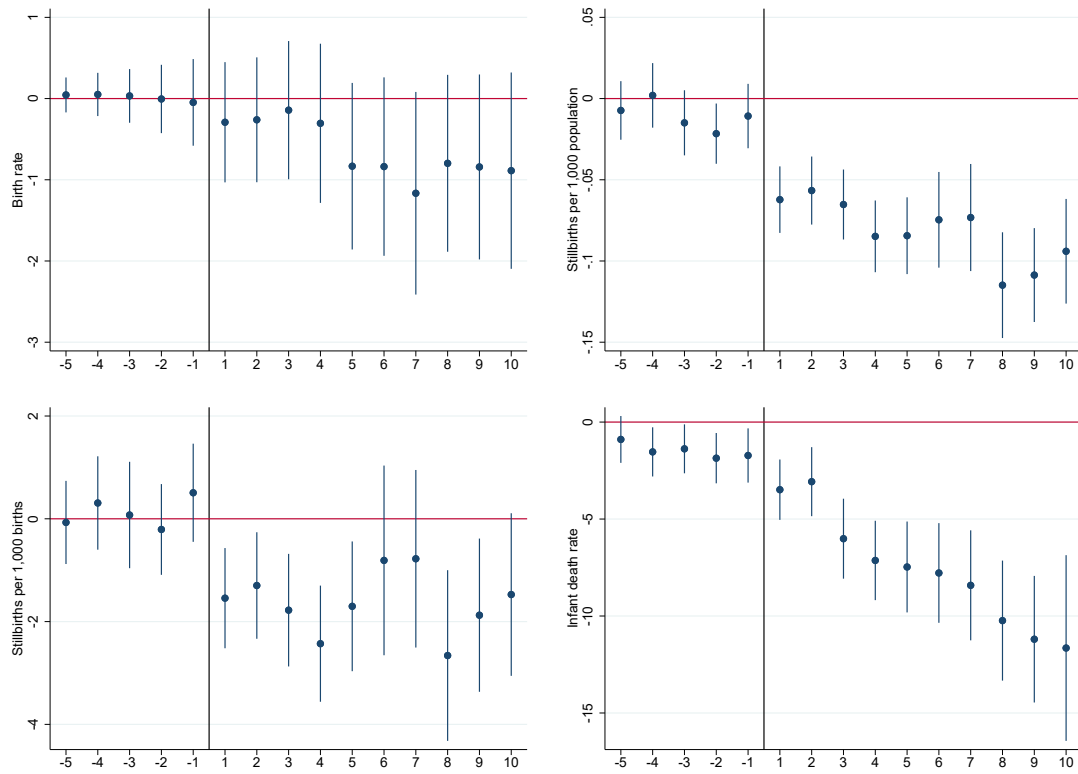 Birth rate
1
0
-1
-2
-3
-5 -4 -3 -2 -1 1 2 3 4 5 6 7 8 9 10
Stillbirths per 1,000 population
.05
0
-.05
-.1
-.15
-5 -4 -3 -2 -1 1 2 3 4 5 6 7 8 9 10
Stillbirths per 1,000 births
2
0
-2
-4
-5 -4 -3 -2 -1 1 2 3 4 5 6 7 8 9 10
Infant death rate
0
-5
-10
-15
-5 -4 -3 -2 -1 1 2 3 4 5 6 7 8 9 10